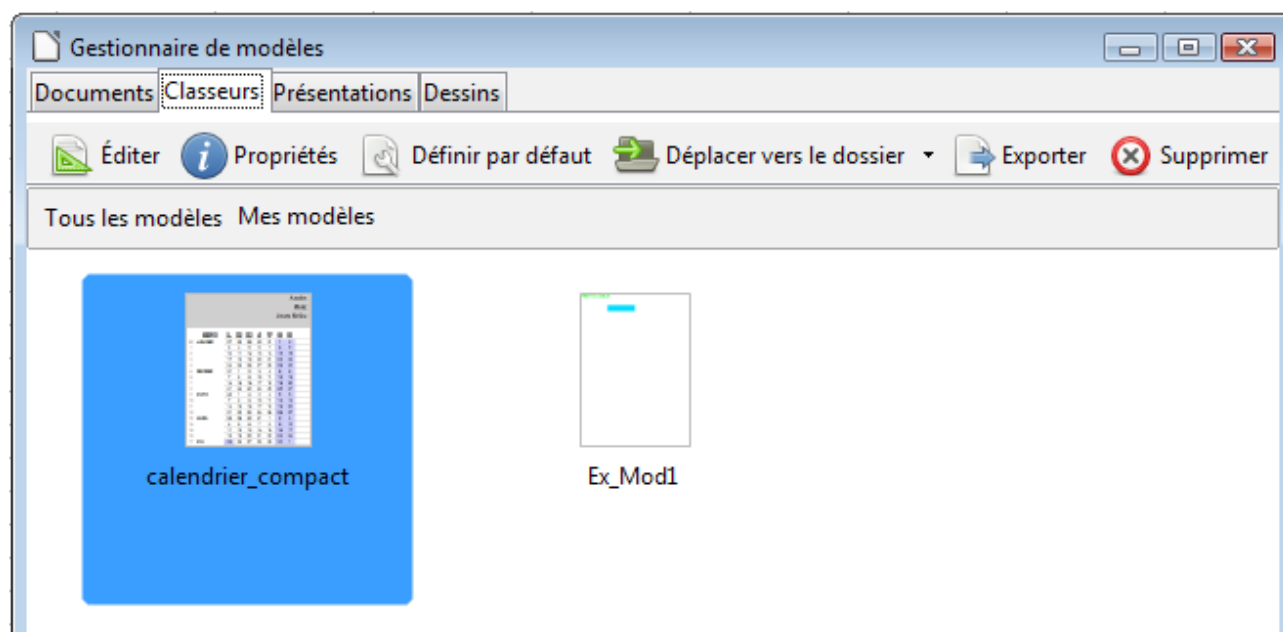 Gestionnaire de modèles
Documents Classeurs Présentations Dessins
Éditer Propriétés Définir par défaut Déplacer vers le dossier Exporter Supprimer
Tous les modèles Mes modèles
calendrier_compact Ex_Mod1